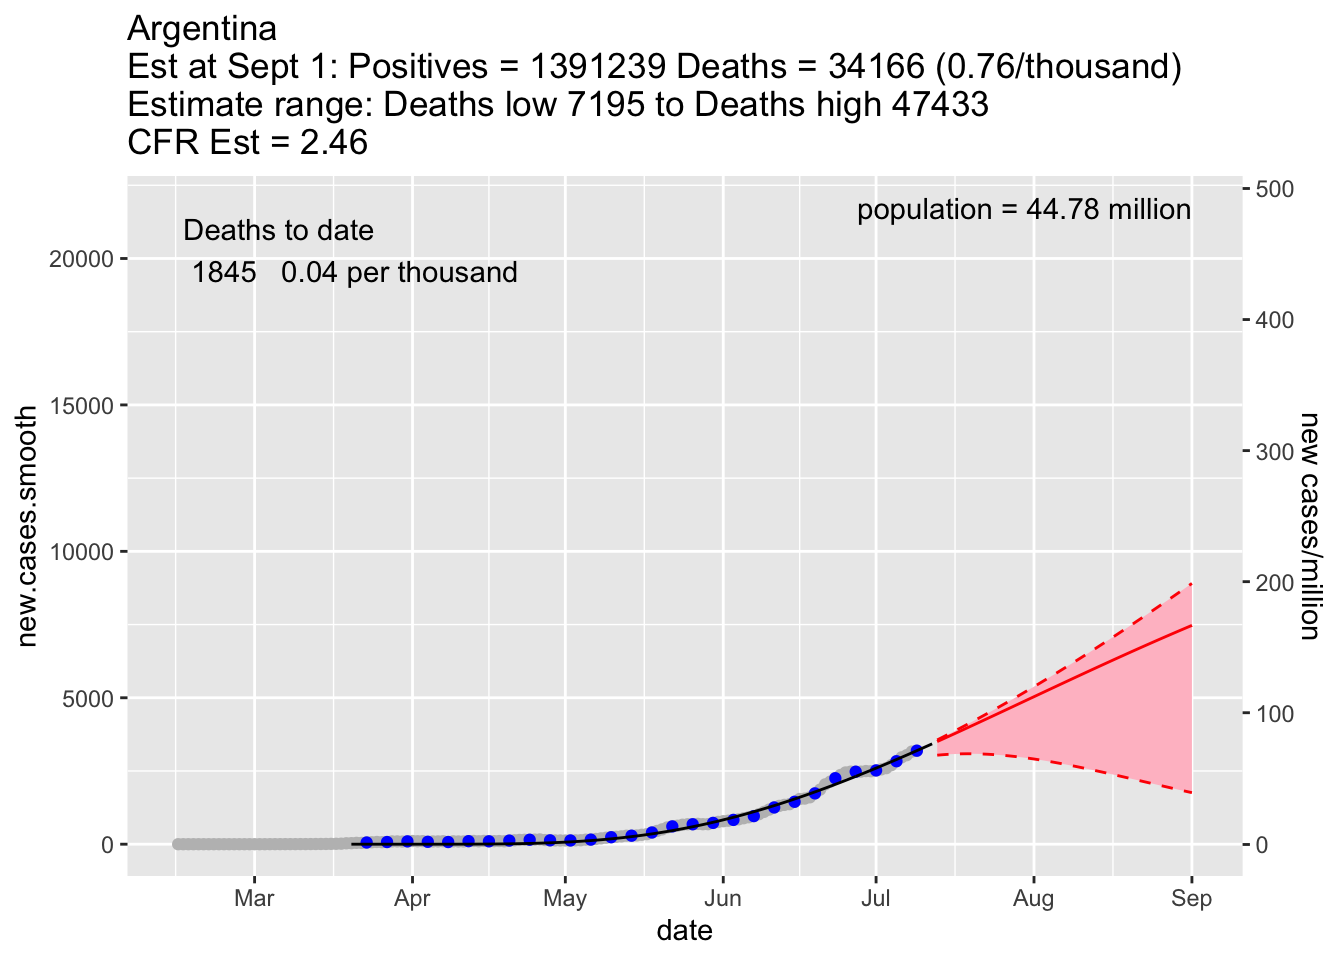 Argentina
Est at Sept 1: Positives = 1391239 Deaths = 34166 (0.76/thousand)
Estimate range: Deaths low 7195 to Deaths high 47433
CFR Est = 2.46
population = 44.78 million
Deaths to date
1845 0.04 per thousand
new.cases.smooth
20000
15000
10000
5000
0
500
400
300
200
100
0
new cases/million
Mar Apr May Jun Jul Aug Sep
date